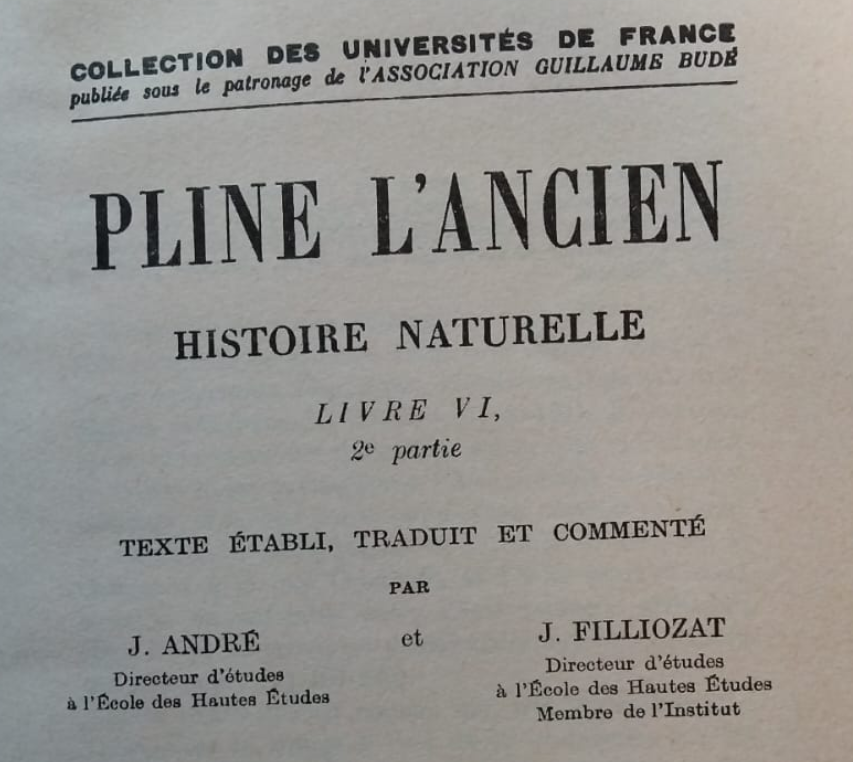 COLLECTION DES UNIVERSITÉS DE FRANCE
publiée sous le patronage de l'ASSOCIATION GUILLAUME BUDÉ
PLINE L'ANCIEN
HISTOIRE NATURELLE
LIVRE VI,
2e partie
TEXTE ÉTABLI, TRADUIT ET COMMENTÉ
PAR
J. ANDRÉ et J. FILLIOZAT
Directeur d'études Directeur d'études
à l'École des Hautes Études à l'École des Hautes Études
Membre de l'Institut